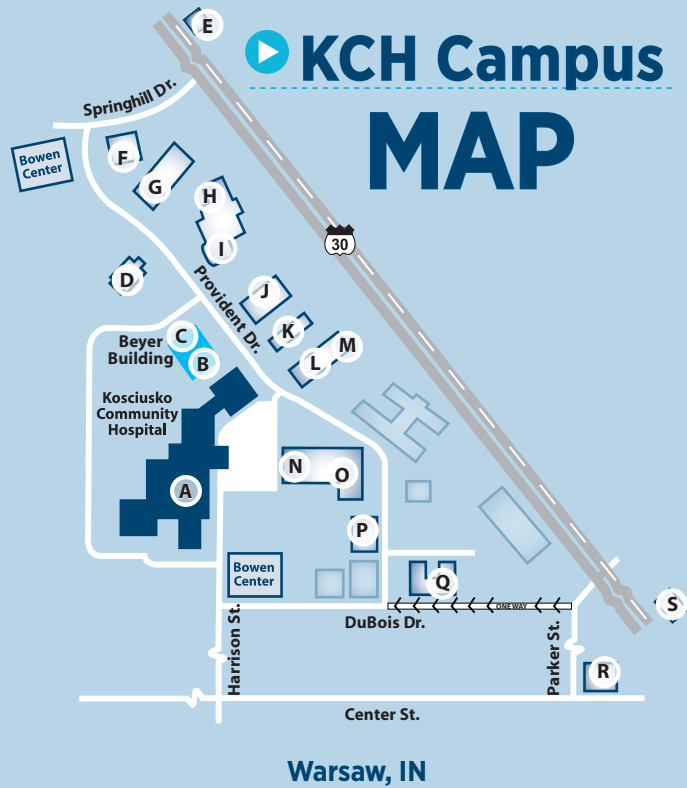 E
KCH Campus
MAP
Springhill Dr.
Bowen
Center
F
G
H
I
30
D
Provident Dr.
J
K
L
M
C
B
Beyer
Building
Kosciusko
Community
Hospital
A
N
O
P
Bowen
Center
Q
ONE WAY
S
DuBois Dr.
Harrison St.
Parker St.
R
Center St.
Warsaw, IN